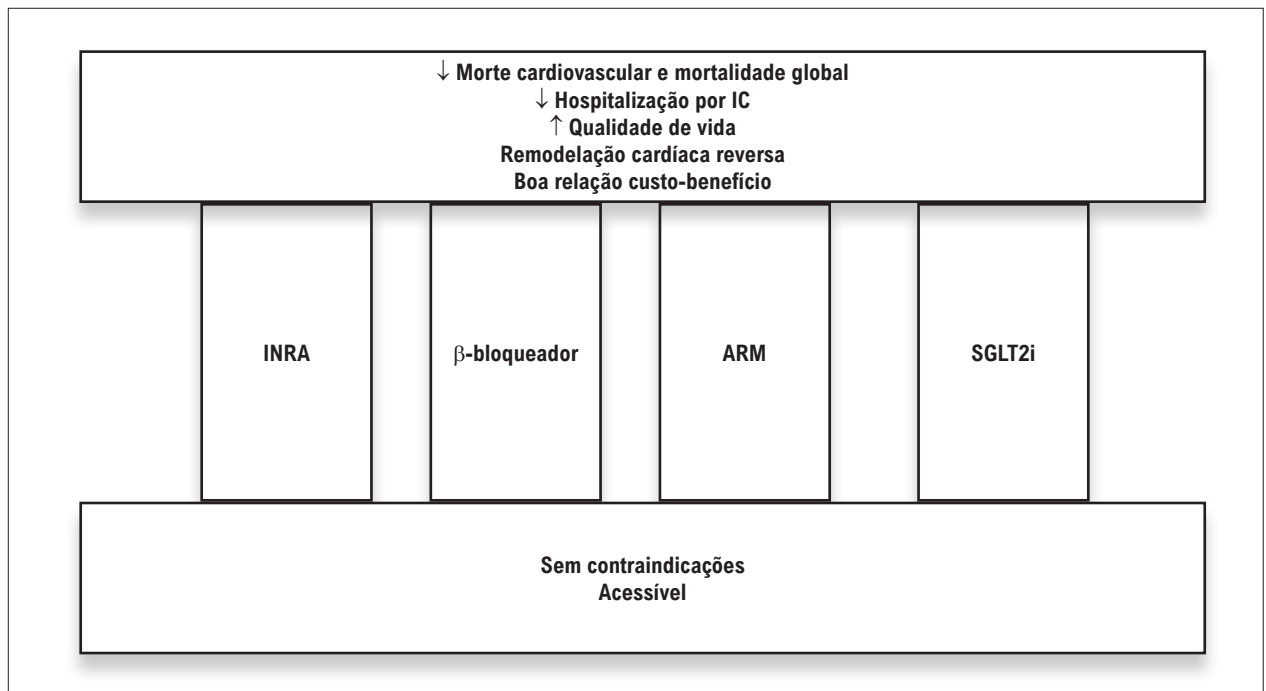 ↓ Morte cardiovascular e mortalidade global
↓ Hospitalização por IC
↑ Qualidade de vida
Remodelação cardíaca reversa
Boa relação custo-benefício
INRA
β-bloqueador
ARM
SGLT2i
Sem contraindicações
Acessível